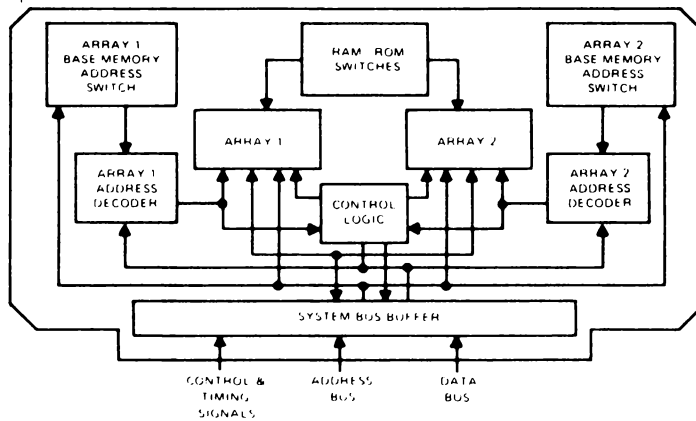 ARRAY 1
BASE MEMORY
ADDRESS
SWITCH
RAM ROM
SWITCHES
ARRAY 2
BASE MEMORY
ADDRESS
SWITCH
ARRAY 1
ARRAY 2
ARRAY 1
ADDRESS
DECODER
CONTROL
LOGIC
ARRAY 2
ADDRESS
DECODER
SYSTEM BUS BUFFER
CONTROL &
TIMING
SIGNALS
ADDRESS
BUS
DATA
BUS